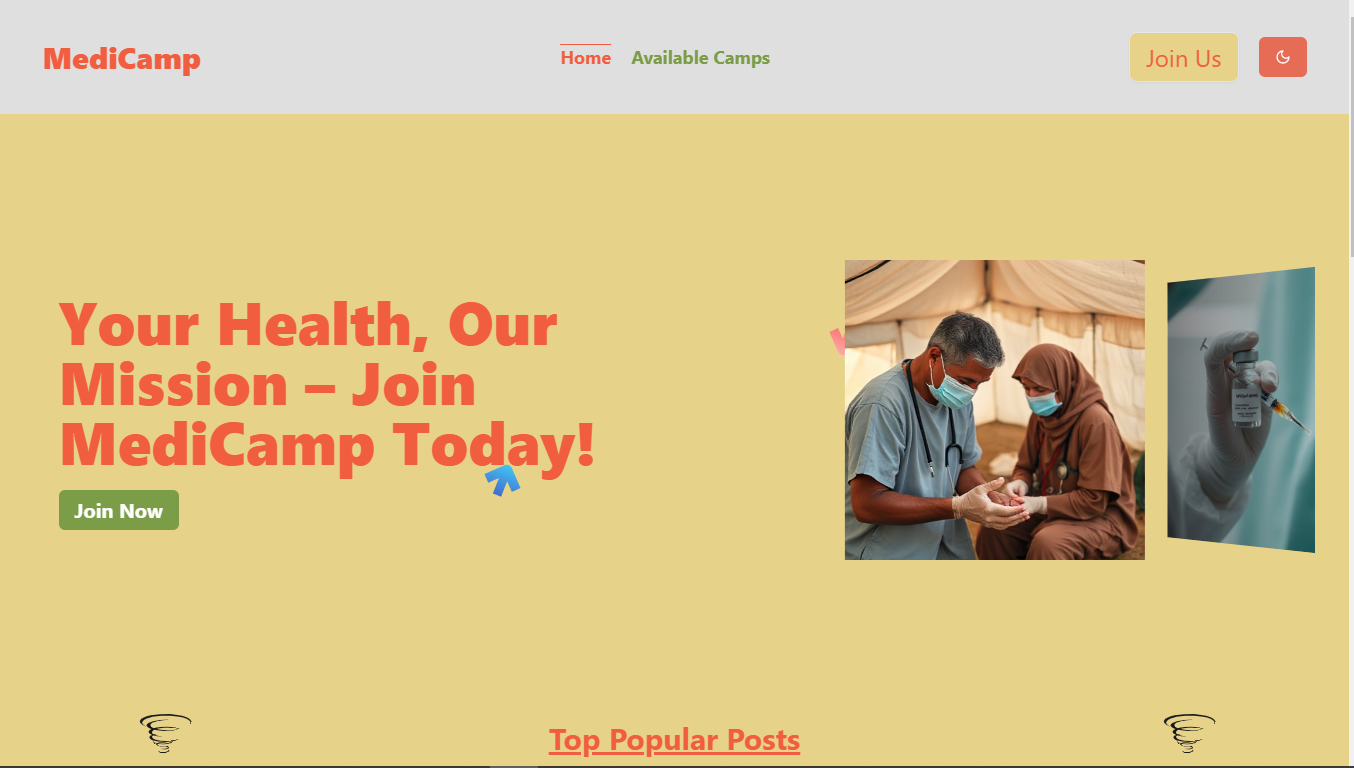 MediCamp
Home
Available Camps
Join Us
Your Health, Our
Mission – Join
MediCamp Today!
Join Now
Top Popular Posts